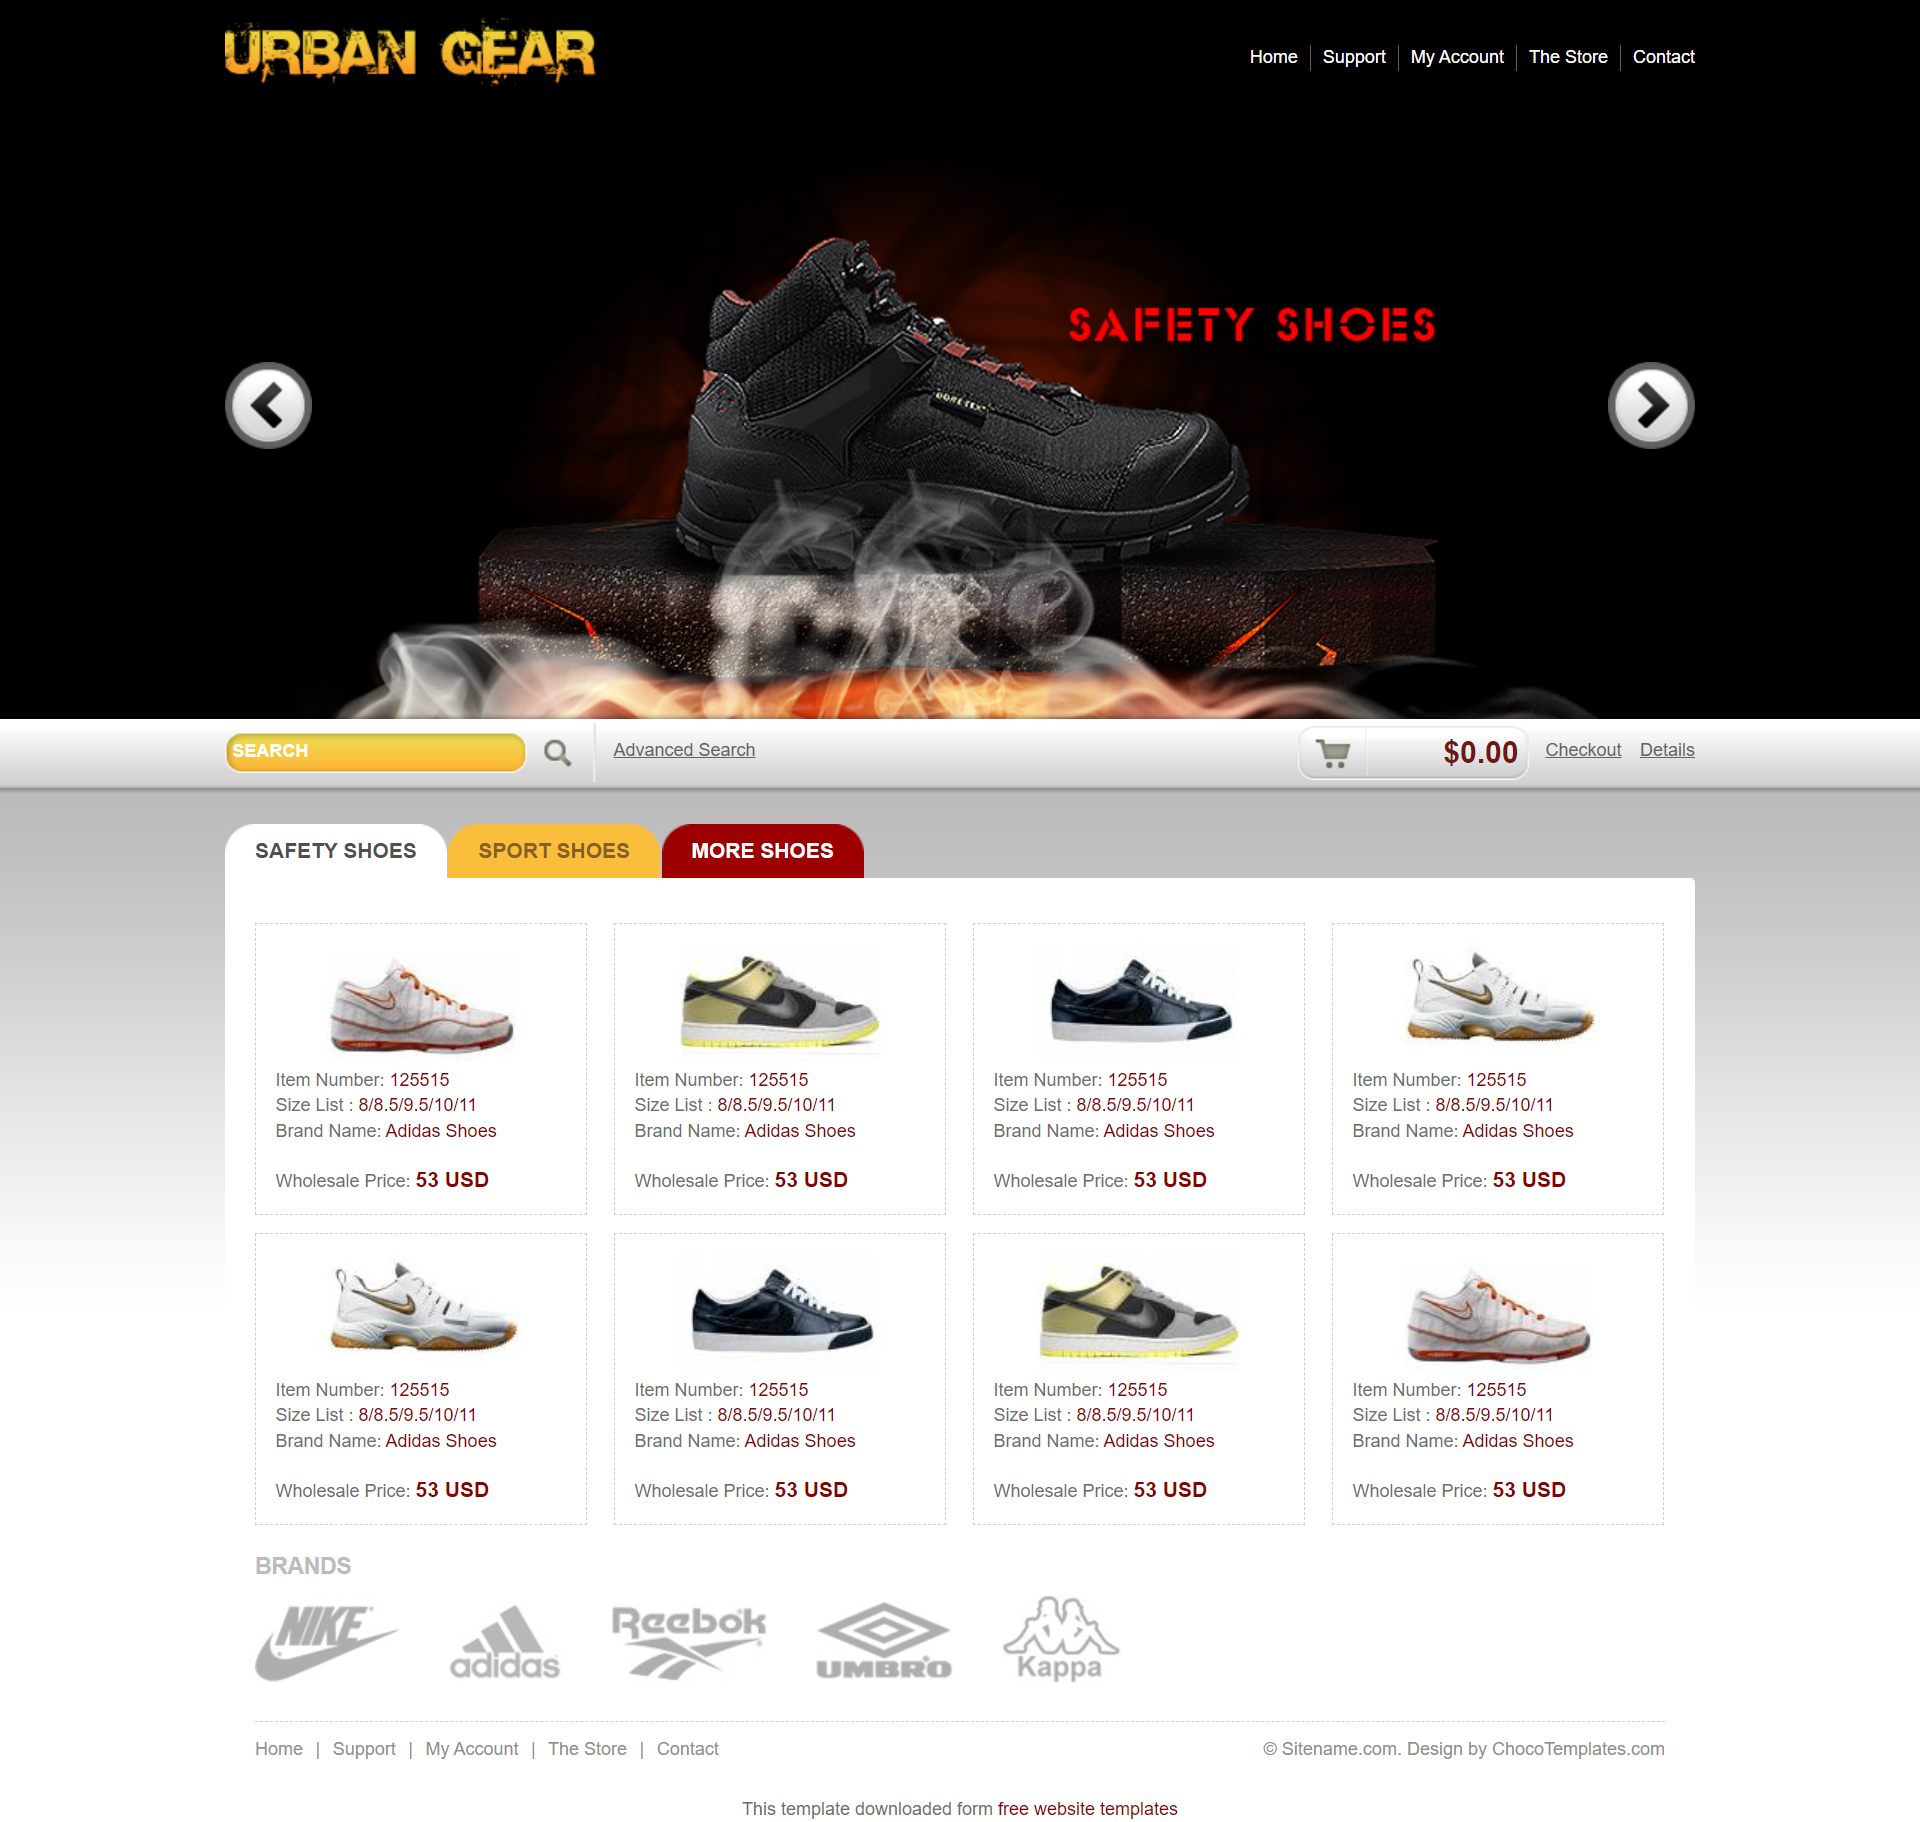 URBAN GEAR
Home
Support
My Account
The Store
Contact
SAFETY SHOES
GORE-TEX
SEARCH
Advanced Search
$0.00
Checkout
Details
SAFETY SHOES
SPORT SHOES
MORE SHOES
Item Number: 125515
Size List : 8/8.5/9.5/10/11
Brand Name: Adidas Shoes
Wholesale Price: 53 USD
Item Number: 125515
Size List : 8/8.5/9.5/10/11
Brand Name: Adidas Shoes
Wholesale Price: 53 USD
Item Number: 125515
Size List : 8/8.5/9.5/10/11
Brand Name: Adidas Shoes
Wholesale Price: 53 USD
Item Number: 125515
Size List : 8/8.5/9.5/10/11
Brand Name: Adidas Shoes
Wholesale Price: 53 USD
Item Number: 125515
Size List : 8/8.5/9.5/10/11
Brand Name: Adidas Shoes
Wholesale Price: 53 USD
Item Number: 125515
Size List : 8/8.5/9.5/10/11
Brand Name: Adidas Shoes
Wholesale Price: 53 USD
Item Number: 125515
Size List : 8/8.5/9.5/10/11
Brand Name: Adidas Shoes
Wholesale Price: 53 USD
Item Number: 125515
Size List : 8/8.5/9.5/10/11
Brand Name: Adidas Shoes
Wholesale Price: 53 USD
BRANDS
NIKE
adidas
Reebok
UMBRO
Kappa
Home | Support | My Account | The Store | Contact
© Sitename.com. Design by ChocoTemplates.com
This template downloaded form free website templates